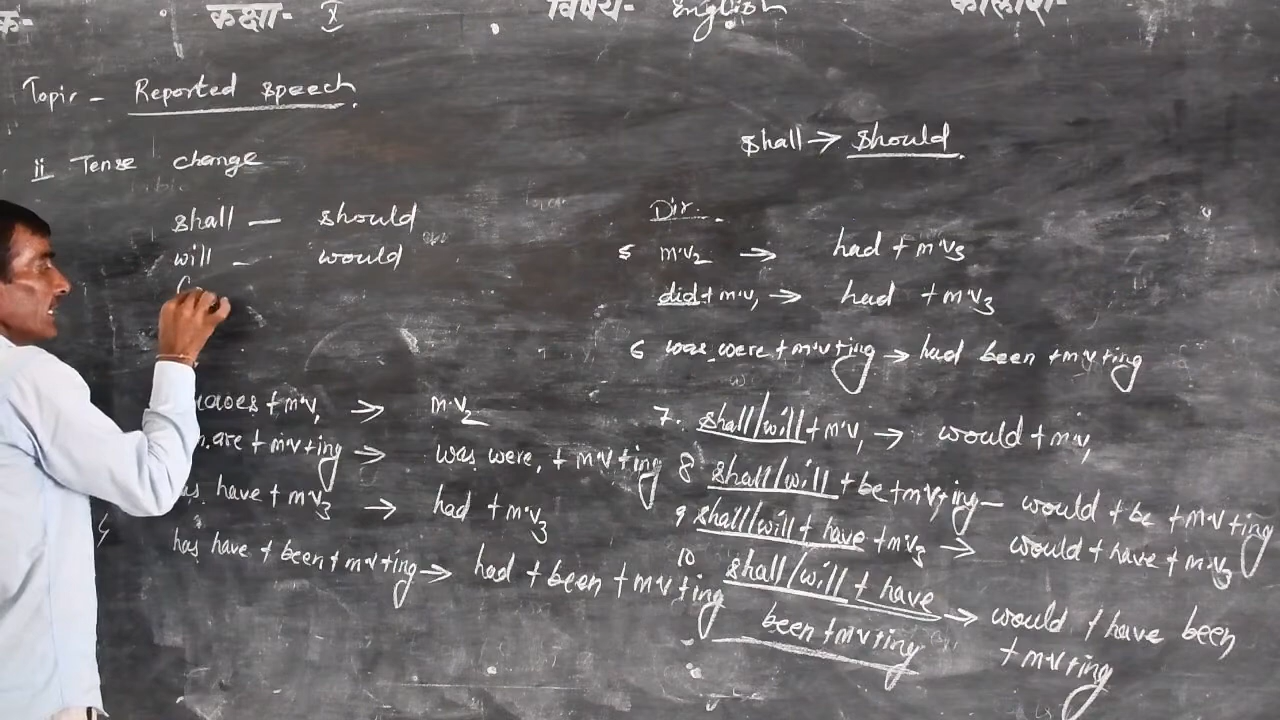 कक्षा- X विषय- English कालांश-
Topic - Reported speech.
shall → should.
ii Tense change
shall — should
will - would
Dir.
5 m.v2 → had + m.v3
did + m.v1 → had + m.v3
6 was were + m.v + ing → had been + m.v + ing
+ m.v1 → m.v2
are + m.v + ing → was were, + m.v + ing
have + m.v3 → had + m.v3
has have + been + m.v + ing → had + been + m.v + ing
7. shall/will + m.v1 → would + m.v1
8 shall/will + be + m.v + ing — would + be + m.v + ing
9 shall/will + have + m.v3 → would + have + m.v3
10 shall/will + have → would + have been
been + m.v + ing + m.v + ing